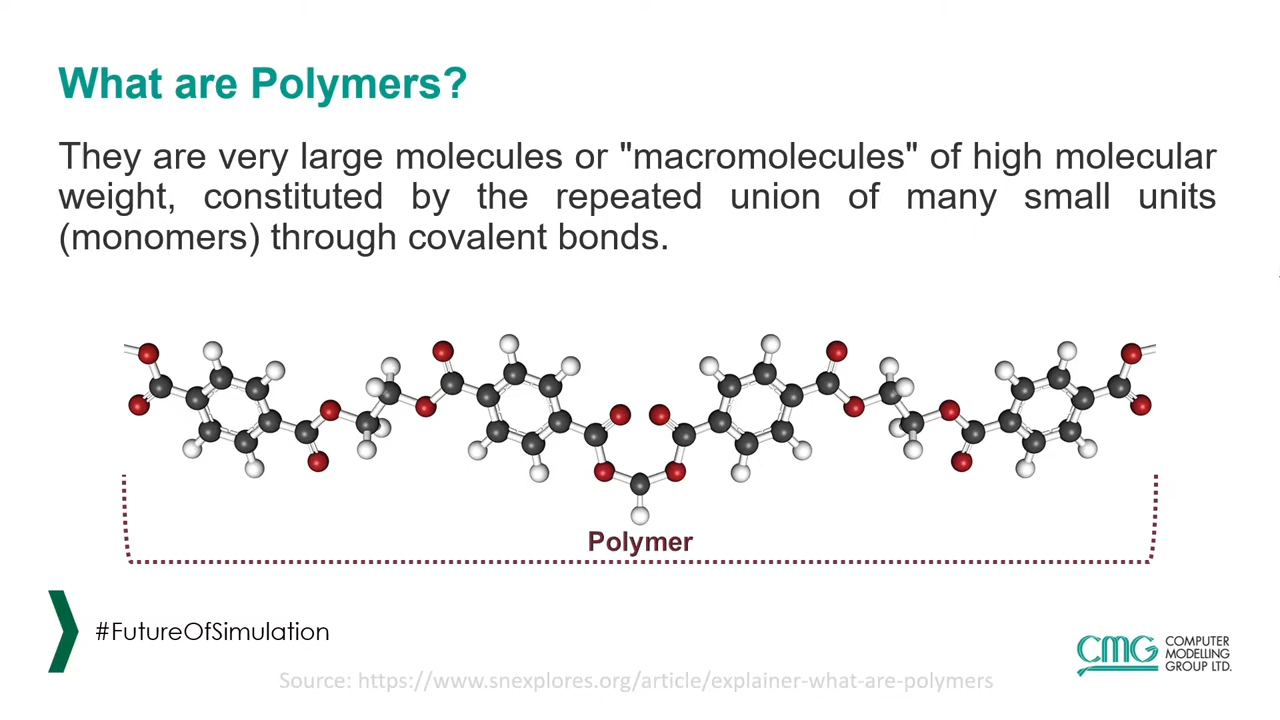 What are Polymers?
They are very large molecules or "macromolecules" of high molecular
weight, constituted by the repeated union of many small units
(monomers) through covalent bonds.
Polymer
#FutureOfSimulation
CMG COMPUTER
MODELLING
GROUP LTD.
Source: https://www.snexplores.org/article/explainer-what-are-polymers